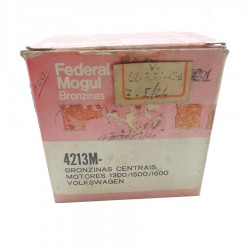 Federal
Mogul
Bronzinas
4213M-
BRONZINAS CENTRAIS
MOTORES 1300/1500/1600
VOLKSWAGEN